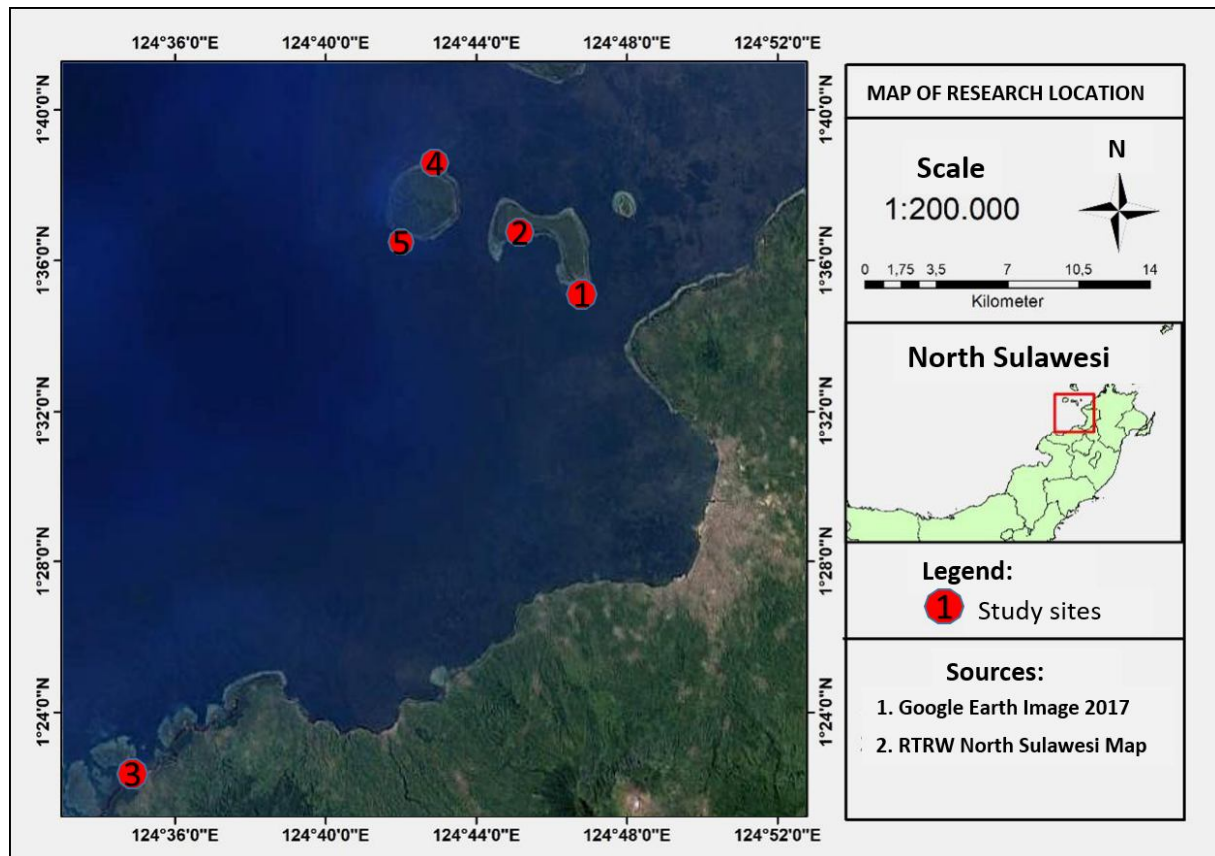 124°36'0"E 124°40'0"E 124°44'0"E 124°48'0"E 124°52'0"E
1°40'0"N 1°40'0"N
1°36'0"N 1°36'0"N
1°32'0"N 1°32'0"N
1°28'0"N 1°28'0"N
1°24'0"N 1°24'0"N
4
2
5
1
3
124°36'0"E 124°40'0"E 124°44'0"E 124°48'0"E 124°52'0"E
MAP OF RESEARCH LOCATION
Scale
1:200.000
N
0 1,75 3,5 7 10,5 14
Kilometer
North Sulawesi
Legend:
1 Study sites
Sources:
1. Google Earth Image 2017
2. RTRW North Sulawesi Map